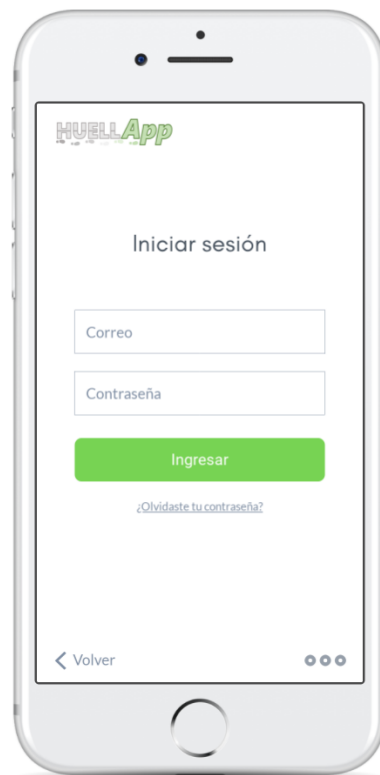 HUELLApp
Iniciar sesión
Correo
Contraseña
Ingresar
¿Olvidaste tu contraseña?
Volver